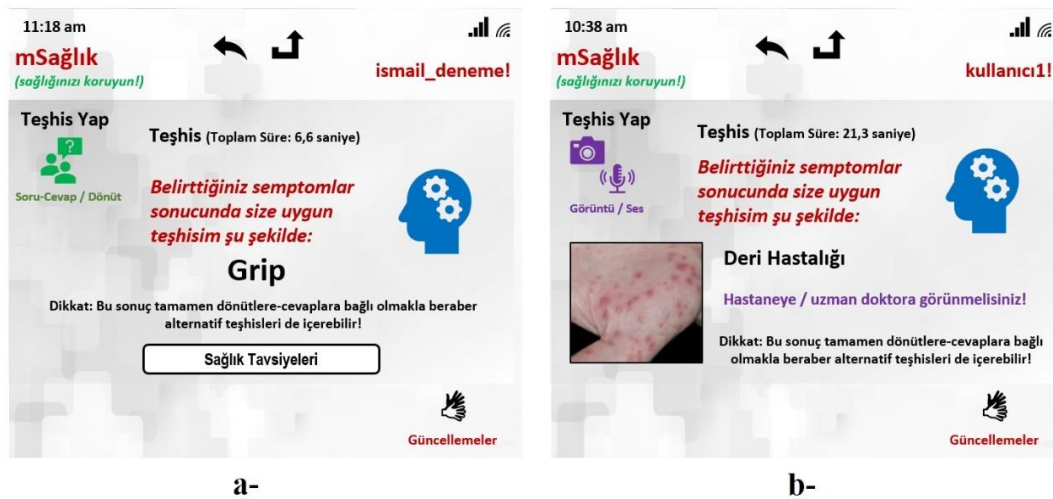 11:18 am
mSağlık
(sağlığınızı koruyun!)
ismail_deneme!
Teşhis Yap
?
Soru-Cevap / Dönüt
Teşhis (Toplam Süre: 6,6 saniye)
Belirttiğiniz semptomlar
sonucunda size uygun
teşhisim şu şekilde:
Grip
Dikkat: Bu sonuç tamamen dönütlere-cevaplara bağlı olmakla beraber
alternatif teşhisleri de içerebilir!
Sağlık Tavsiyeleri
Güncellemeler
a-
10:38 am
mSağlık
(sağlığınızı koruyun!)
kullanıcı1!
Teşhis Yap
Görüntü / Ses
Teşhis (Toplam Süre: 21,3 saniye)
Belirttiğiniz semptomlar
sonucunda size uygun
teşhisim şu şekilde:
Deri Hastalığı
Hastaneye / uzman doktora görünmelisiniz!
Dikkat: Bu sonuç tamamen dönütlere-cevaplara bağlı
olmakla beraber alternatif teşhisleri de içerebilir!
Güncellemeler
b-